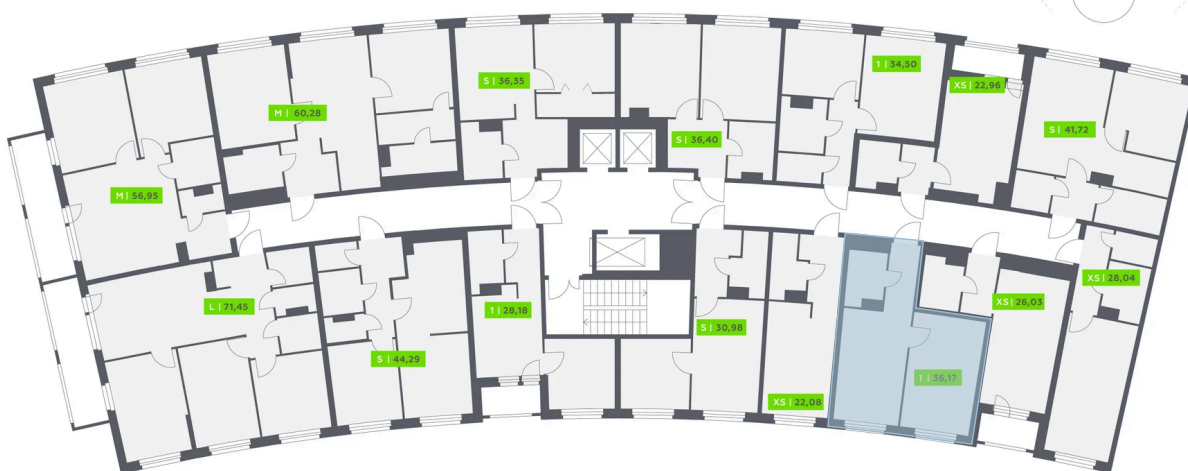 S | 36,35
1 | 34,50
XS | 22,96
M | 60,28
S | 41,72
S | 36,40
M | 56,95
XS | 28,04
L | 71,45
XS | 26,03
1 | 28,18
S | 30,98
S | 44,29
1 | 36,17
XS | 22,08